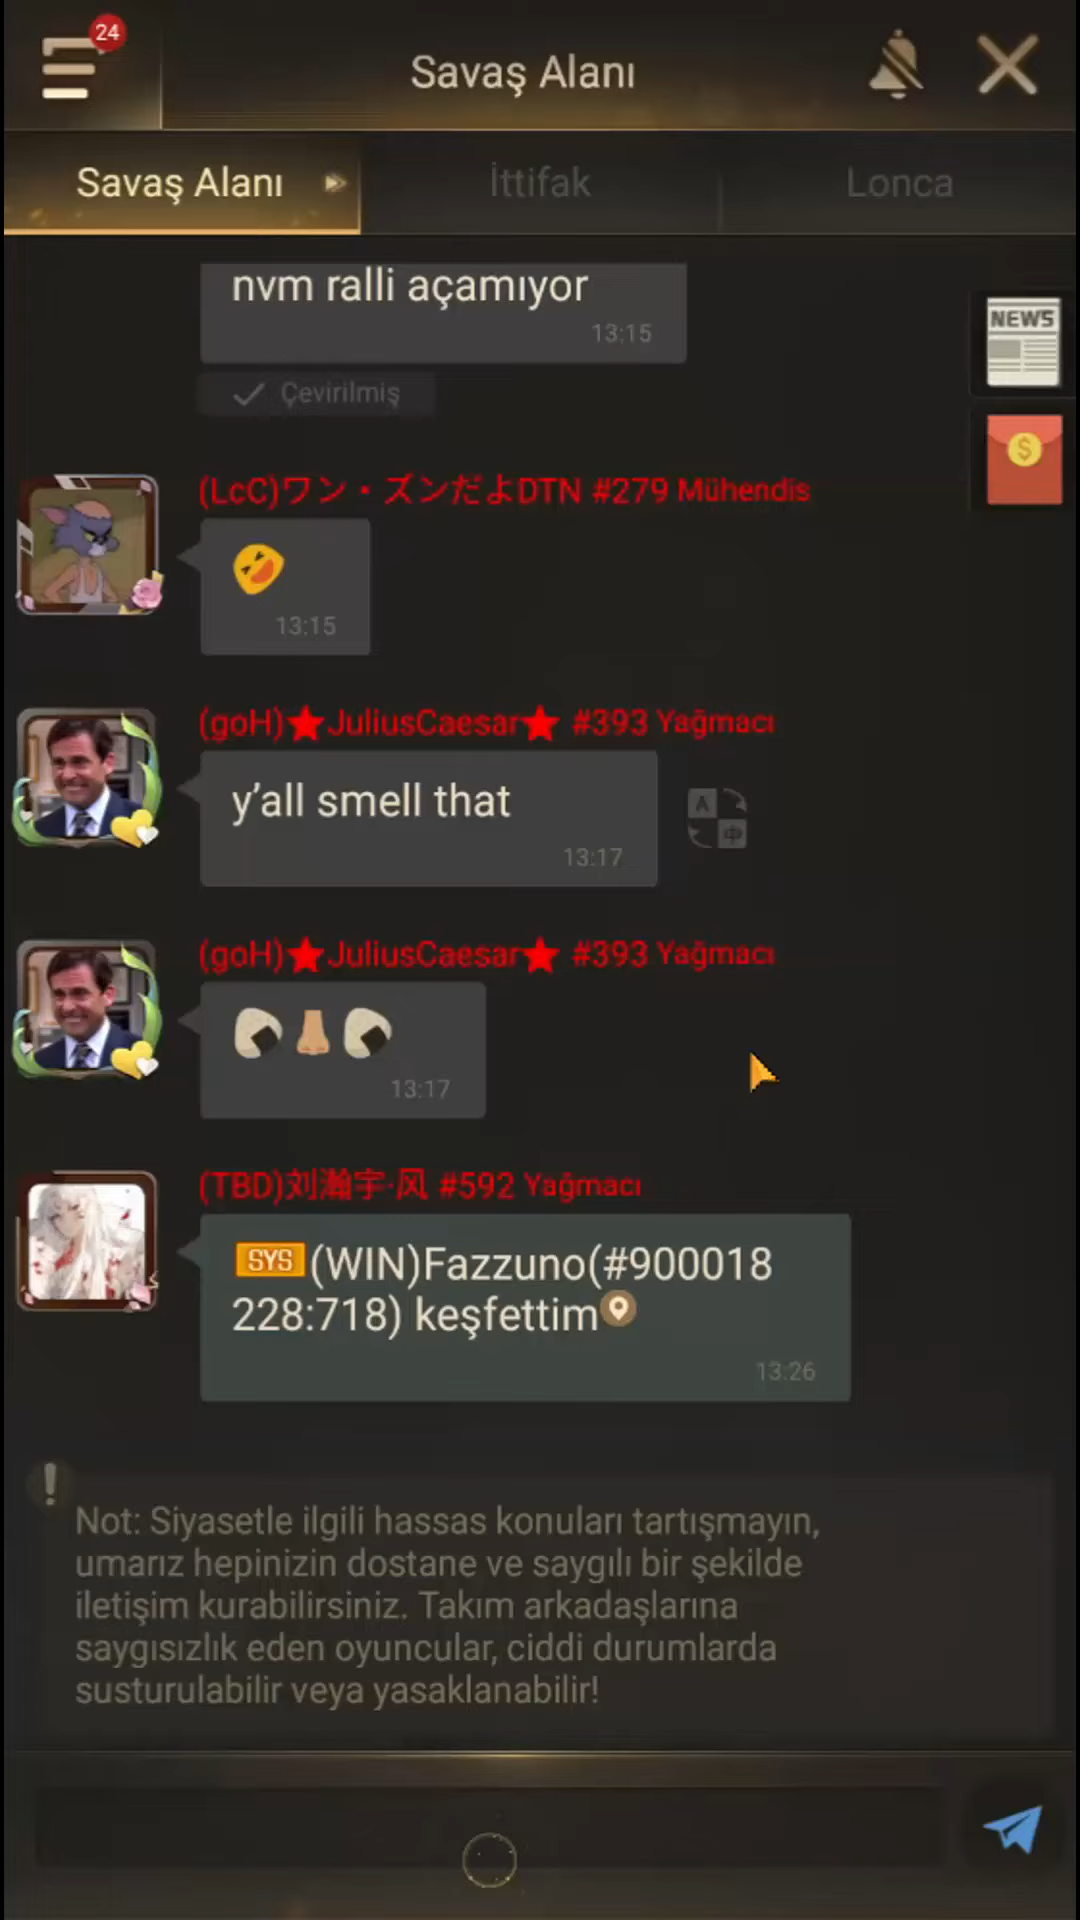 24
Savaş Alanı
Savaş Alanı
İttifak
Lonca
nvm ralli açamıyor
13:15
Çevirilmiş
NEWS
(LcC)ワン・ズンだよDTN #279 Mühendis
13:15
(goH)★JuliusCaesar★ #393 Yağmacı
y’all smell that
13:17
(goH)★JuliusCaesar★ #393 Yağmacı
🍙👃🍙
13:17
(TBD)刘瀚宇·风 #592 Yağmacı
SYS (WIN)Fazzuno(#900018
228:718) keşfettim
13:26
Not: Siyasetle ilgili hassas konuları tartışmayın,
umarız hepinizin dostane ve saygılı bir şekilde
iletişim kurabilirsiniz. Takım arkadaşlarına
saygısızlık eden oyuncular, ciddi durumlarda
susturulabilir veya yasaklanabilir!